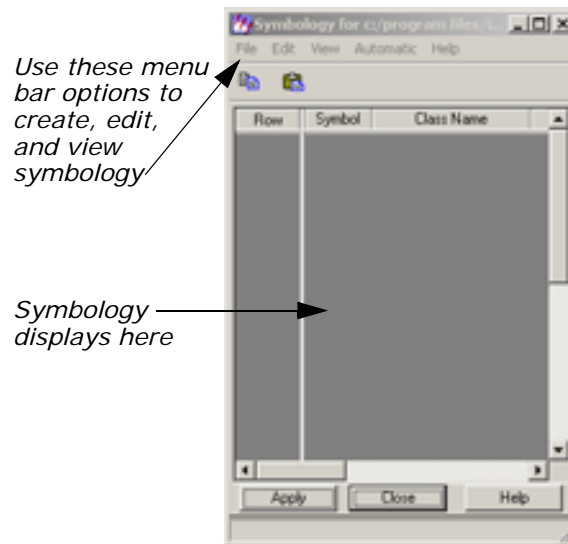 Symbology for c:/program files/i...
File Edit View Automatic Help
Use these menu
bar options to
create, edit,
and view
symbology
Row Symbol Class Name
Symbology
displays here
Apply Close Help